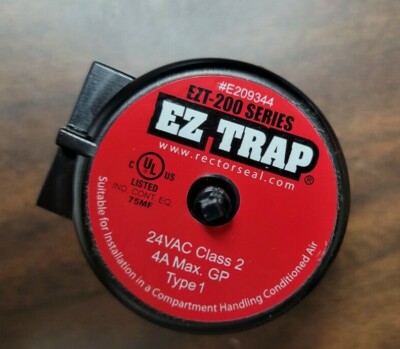 #E209344
EZT-200 SERIES
EZ TRAP®
www.rectorseal.com
C UL US
LISTED
IND. CONT. EQ.
75MF
24VAC Class 2
4A Max. GP
Type 1
Suitable for Installation in a Compartment Handling Conditioned Air